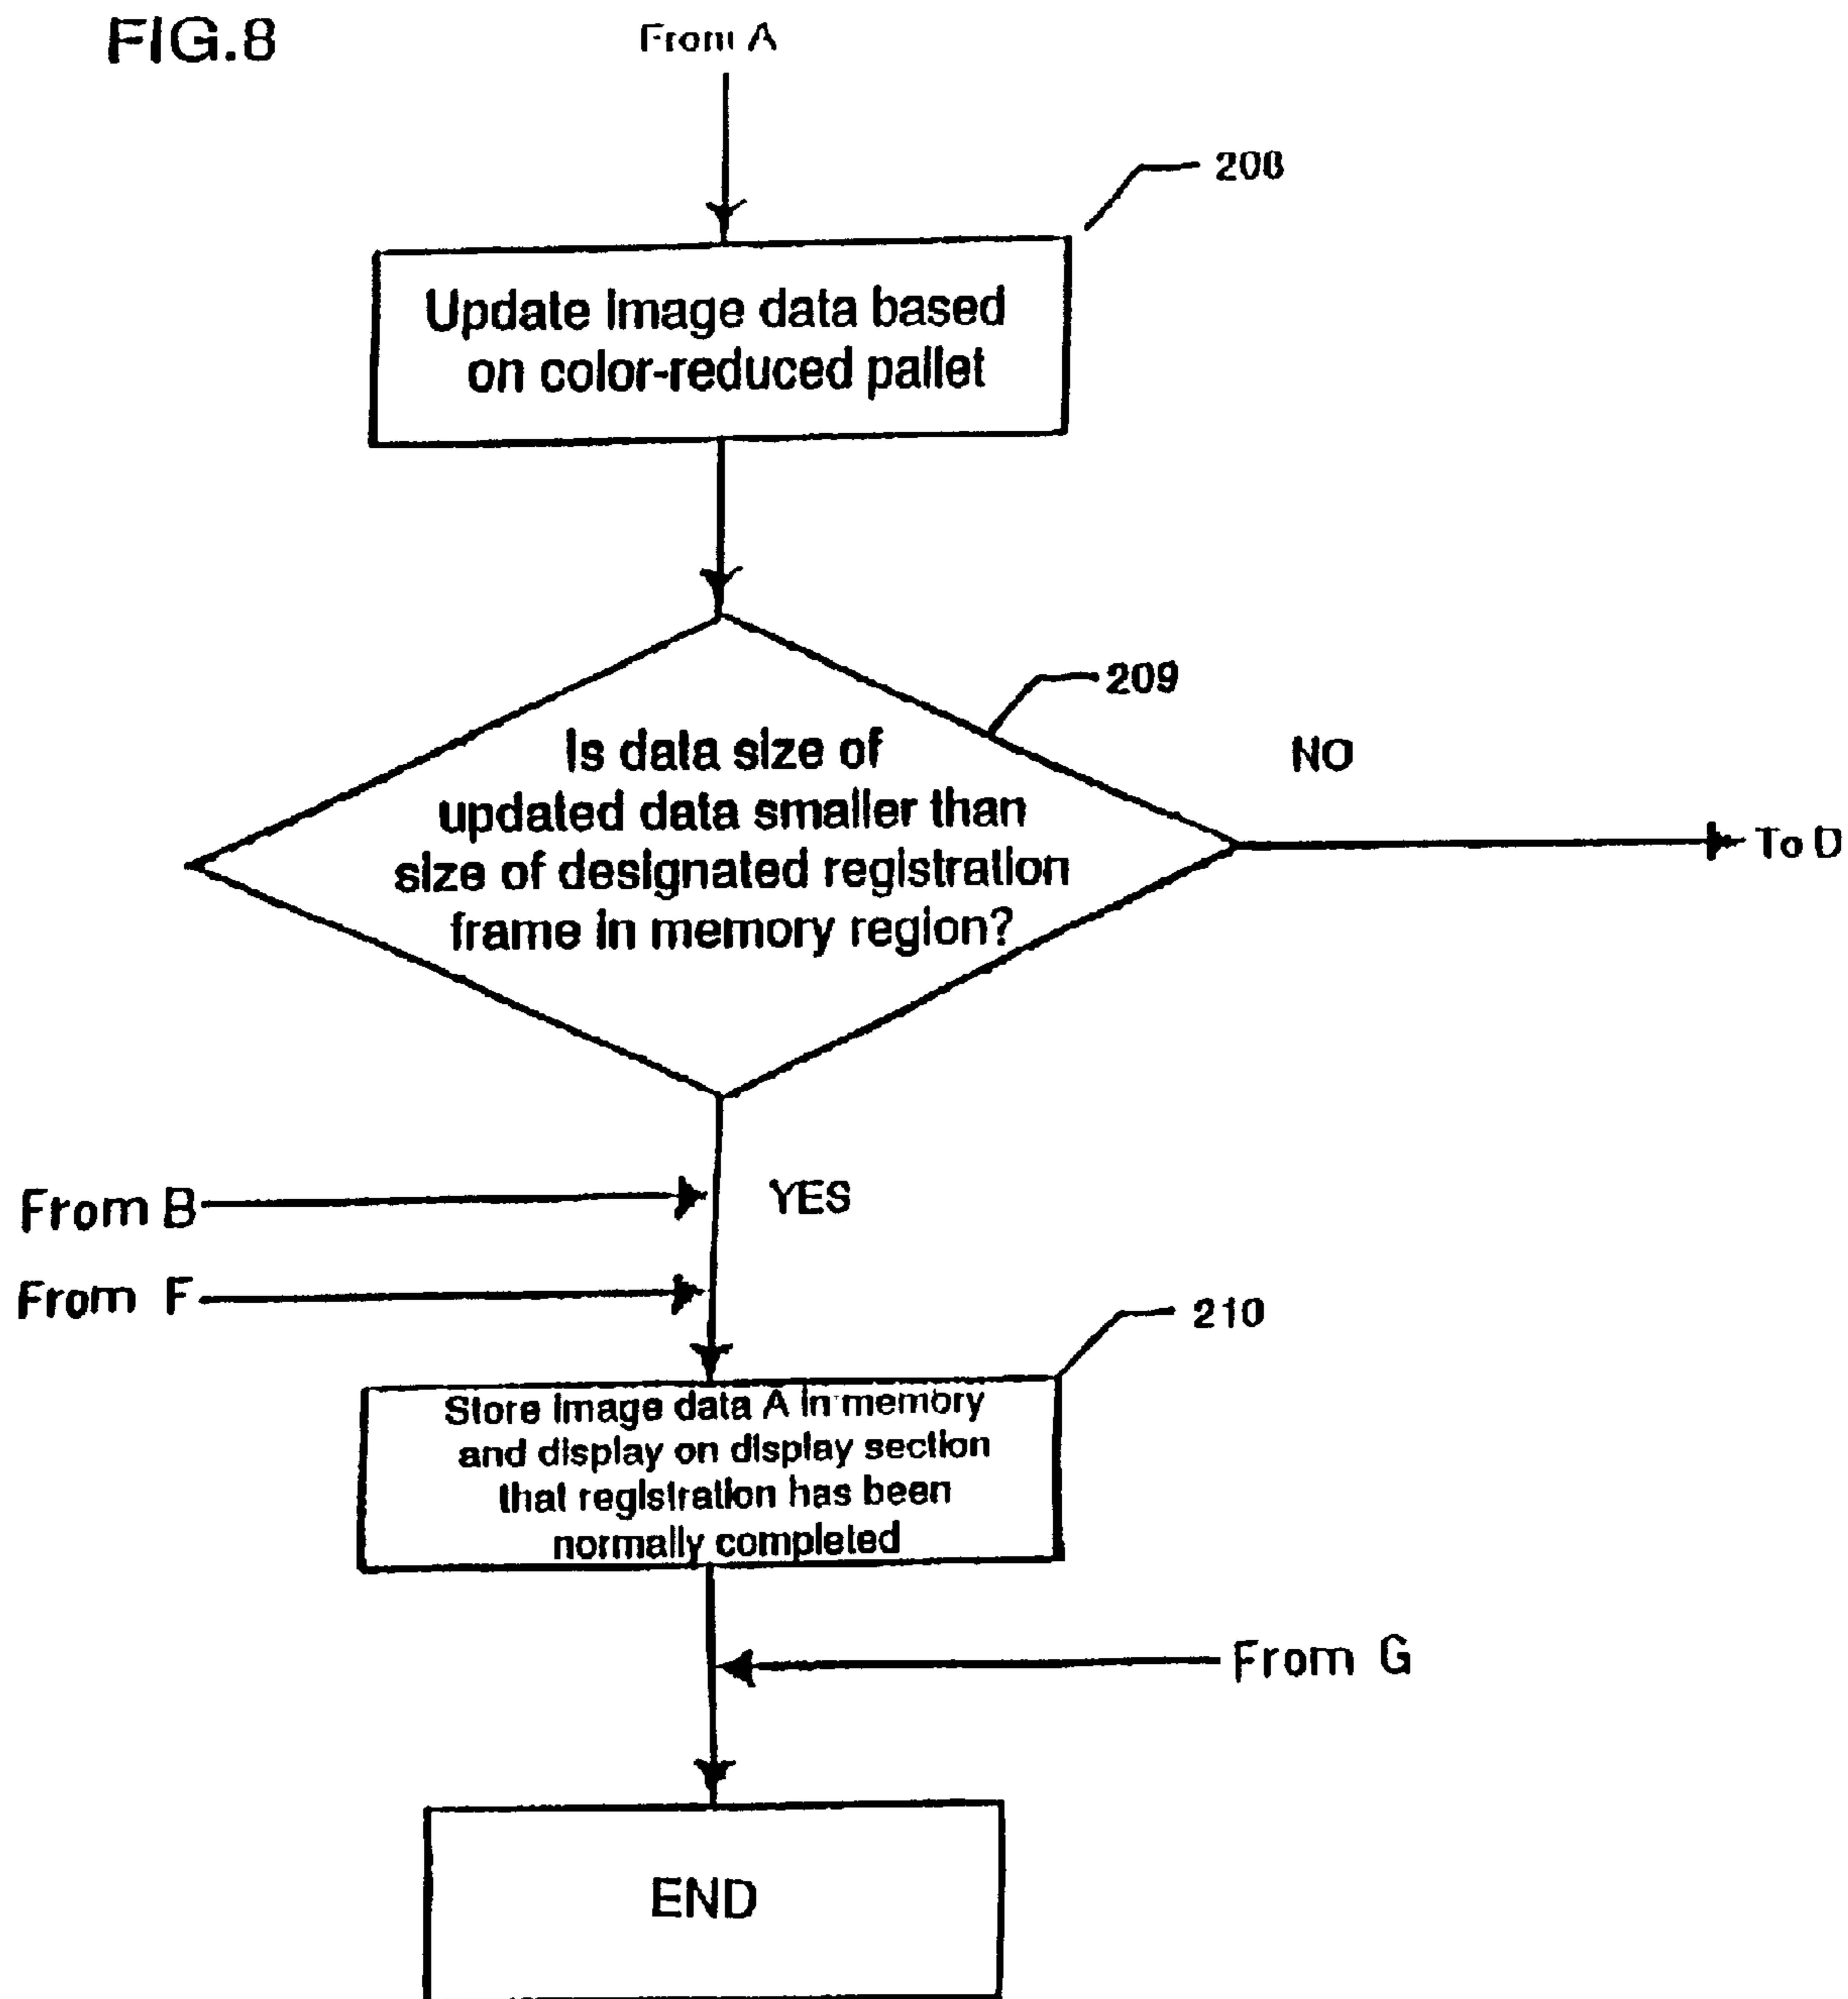 FIG.8
From A
208
Update image data based
on color-reduced pallet
209
Is data size of
updated data smaller than
size of designated registration
frame in memory region?
NO
To D
From B
YES
From F
210
Store image data A in memory
and display on display section
that registration has been
normally completed
From G
END